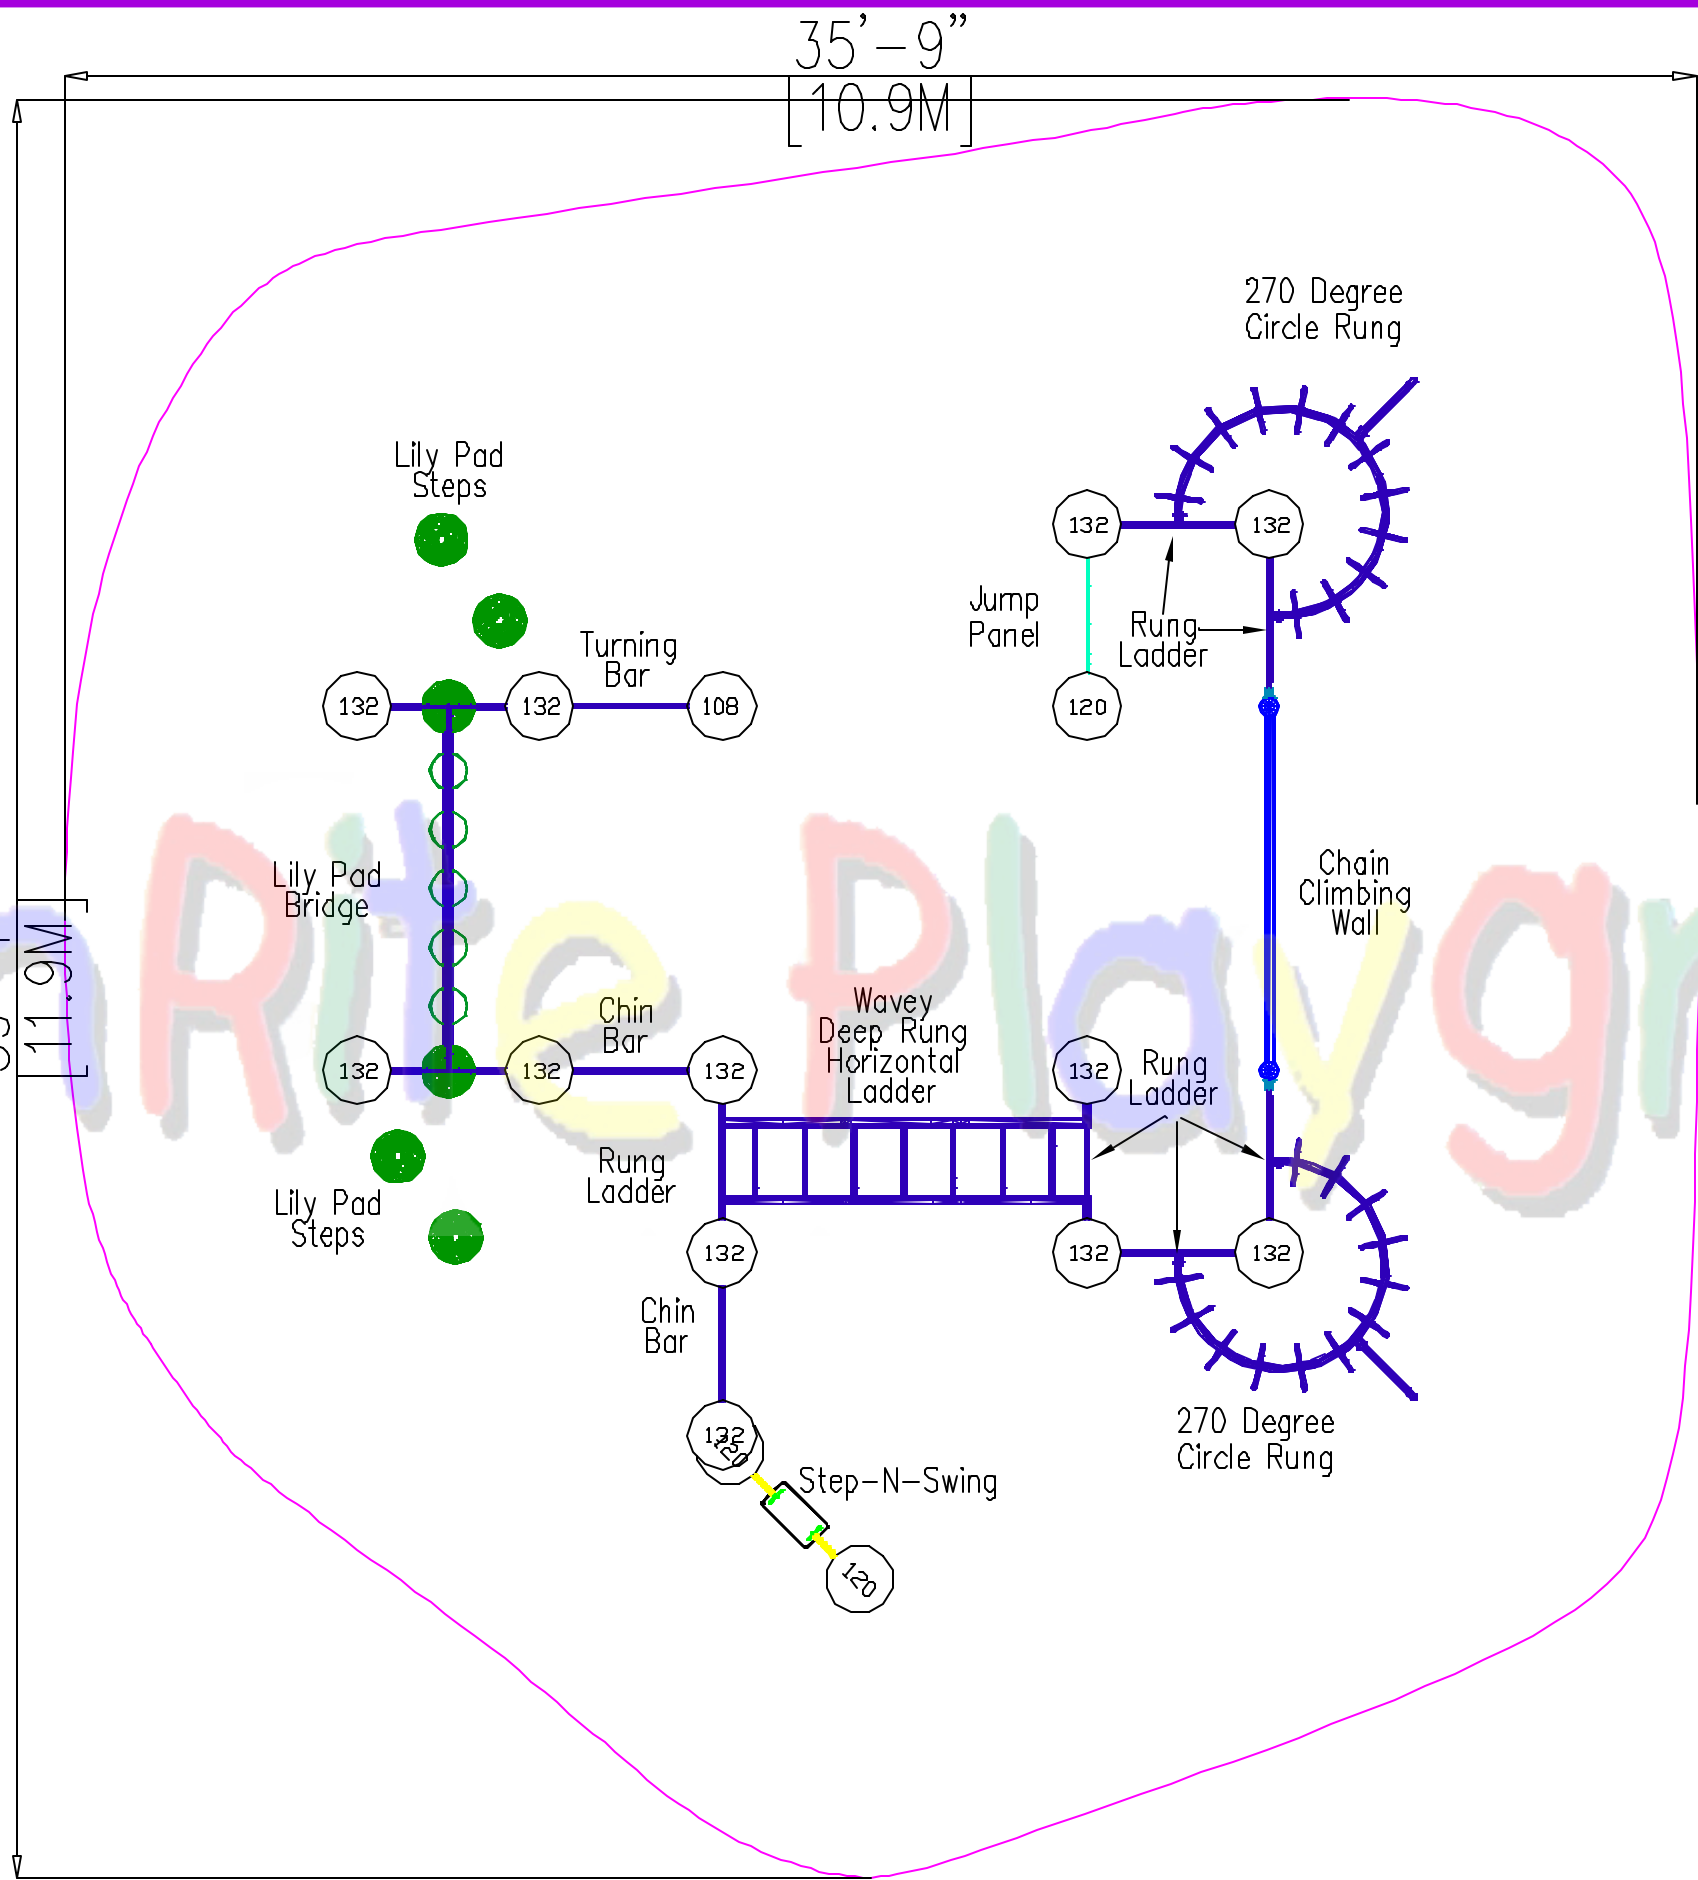 35'-9"
[10.9M]
270 Degree
Circle Rung
Lily Pad
Steps
132
132
Jump
Panel
Rung
Ladder
Turning
Bar
132
132
108
120
Lily Pad
Bridge
Chain
Climbing
Wall
[11.9M]
Rite Playg
Chin
Bar
Wavey
Deep Rung
Horizontal
Ladder
Rung
Ladder
132
132
132
132
Rung
Ladder
Lily Pad
Steps
132
132
132
Chin
Bar
270 Degree
Circle Rung
132
120
Step-N-Swing
120